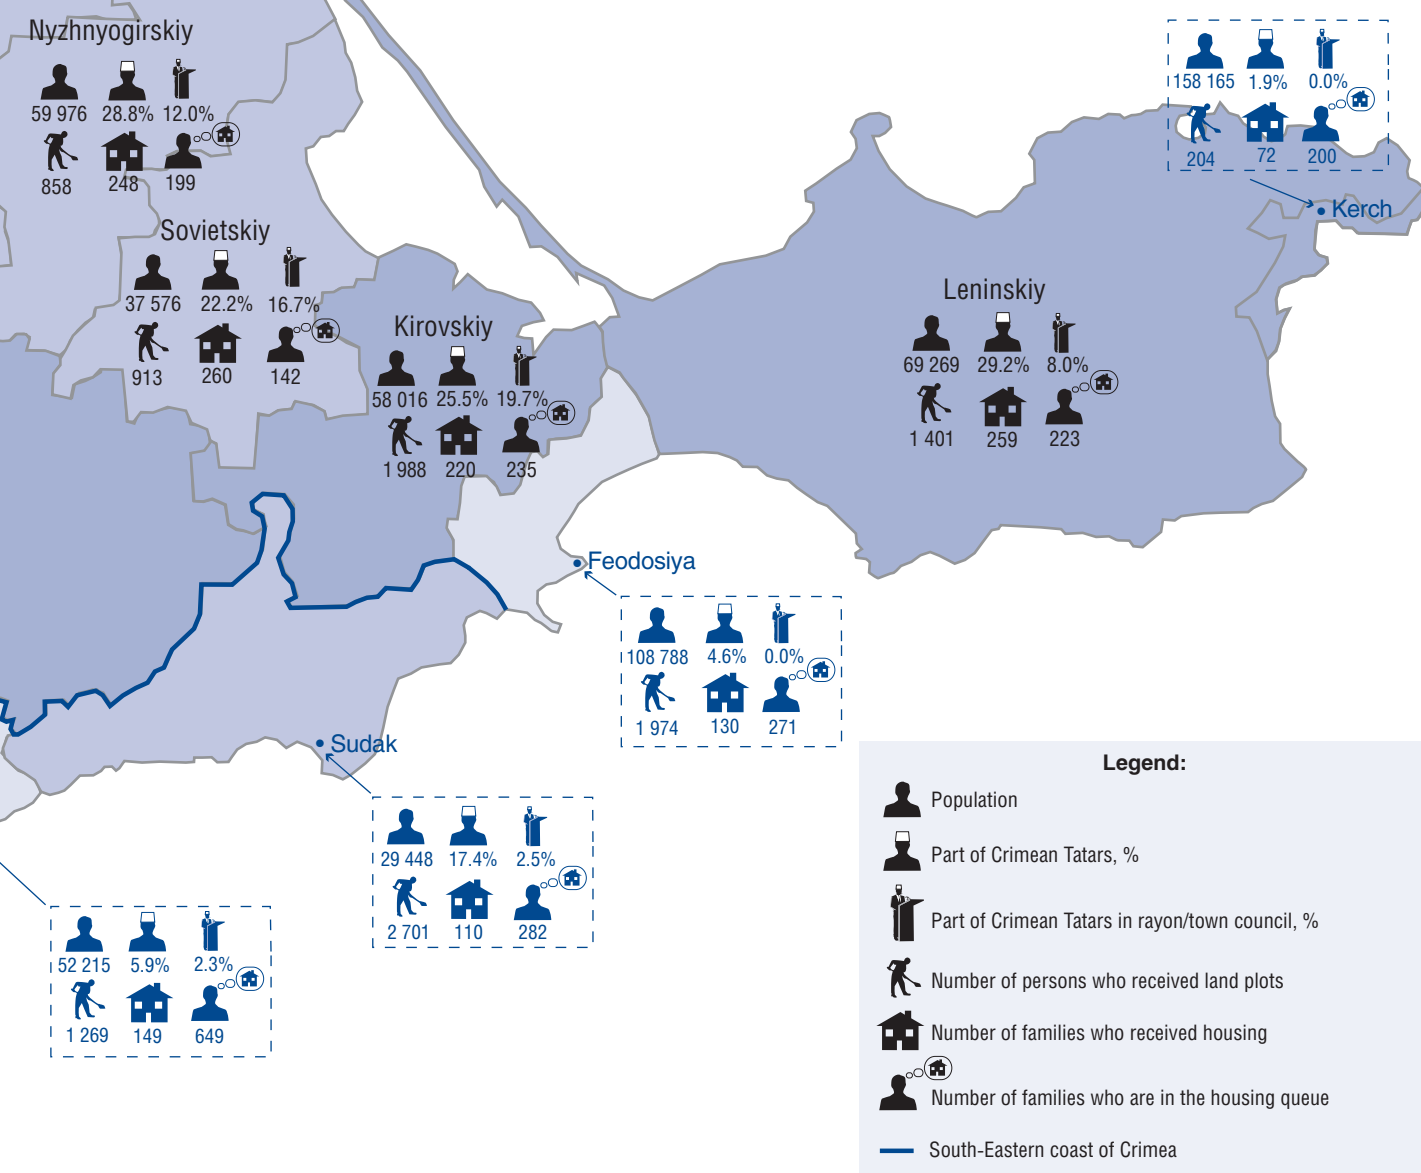 Nyzhnyogirskiy
59 976 28.8% 12.0%
858 248 199
Sovietskiy
37 576 22.2% 16.7%
913 260 142
Kirovskiy
58 016 25.5% 19.7%
1 988 220 235
Leninskiy
69 269 29.2% 8.0%
1 401 259 223
158 165 1.9% 0.0%
204 72 200
Kerch
Feodosiya
108 788 4.6% 0.0%
1 974 130 271
Sudak
29 448 17.4% 2.5%
2 701 110 282
52 215 5.9% 2.3%
1 269 149 649
Legend:
Population
Part of Crimean Tatars, %
Part of Crimean Tatars in rayon/town council, %
Number of persons who received land plots
Number of families who received housing
Number of families who are in the housing queue
South-Eastern coast of Crimea